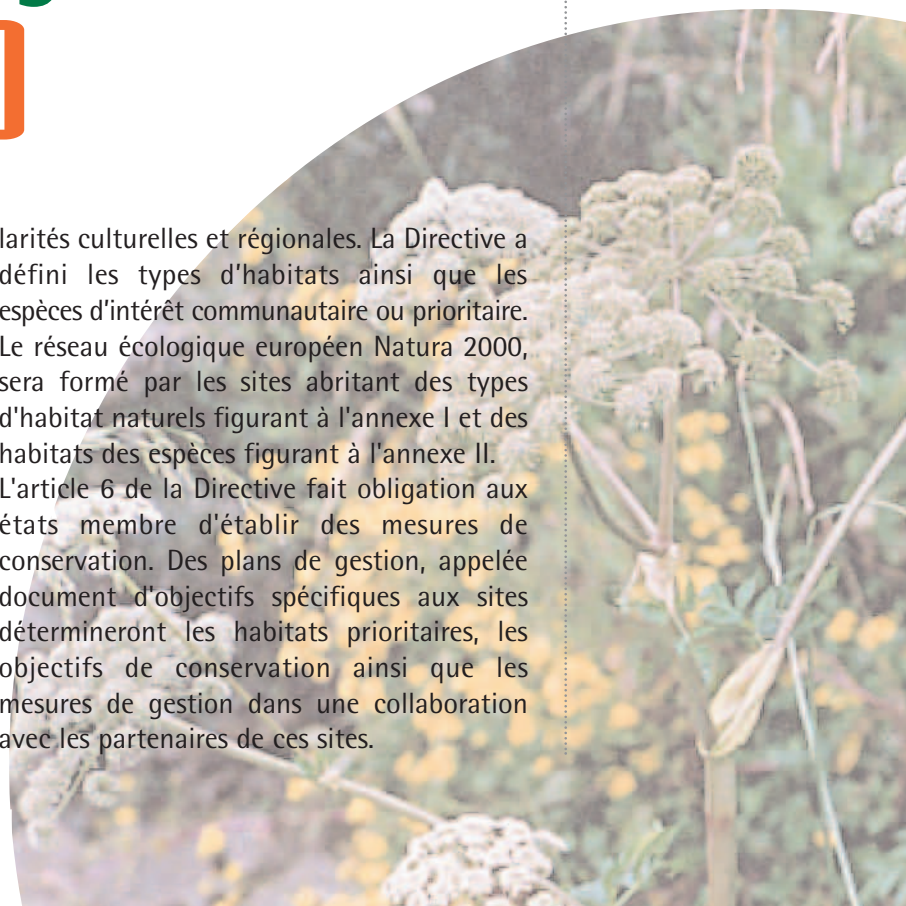 larités culturelles et régionales. La Directive a
défini les types d'habitats ainsi que les
espèces d'intérêt communautaire ou prioritaire.
Le réseau écologique européen Natura 2000,
sera formé par les sites abritant des types
d'habitat naturels figurant à l'annexe I et des
habitats des espèces figurant à l'annexe II.
L'article 6 de la Directive fait obligation aux
états membre d'établir des mesures de
conservation. Des plans de gestion, appelée
document d'objectifs spécifiques aux sites
détermineront les habitats prioritaires, les
objectifs de conservation ainsi que les
mesures de gestion dans une collaboration
avec les partenaires de ces sites.